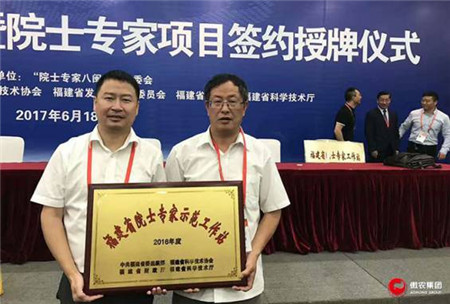 院士专家项目签约授牌仪式
单位：“院士专家八闽 委会
技术协会 福建省发 委员会 福建省 福建省科学技术厅
2017年6月18
福建省院士专家示范工作站
2016年度
中共福建省委组织部 福建省科学技术协会
福建省财政厅 福建省科学技术厅
福建省 士专家工作站
傲农集团